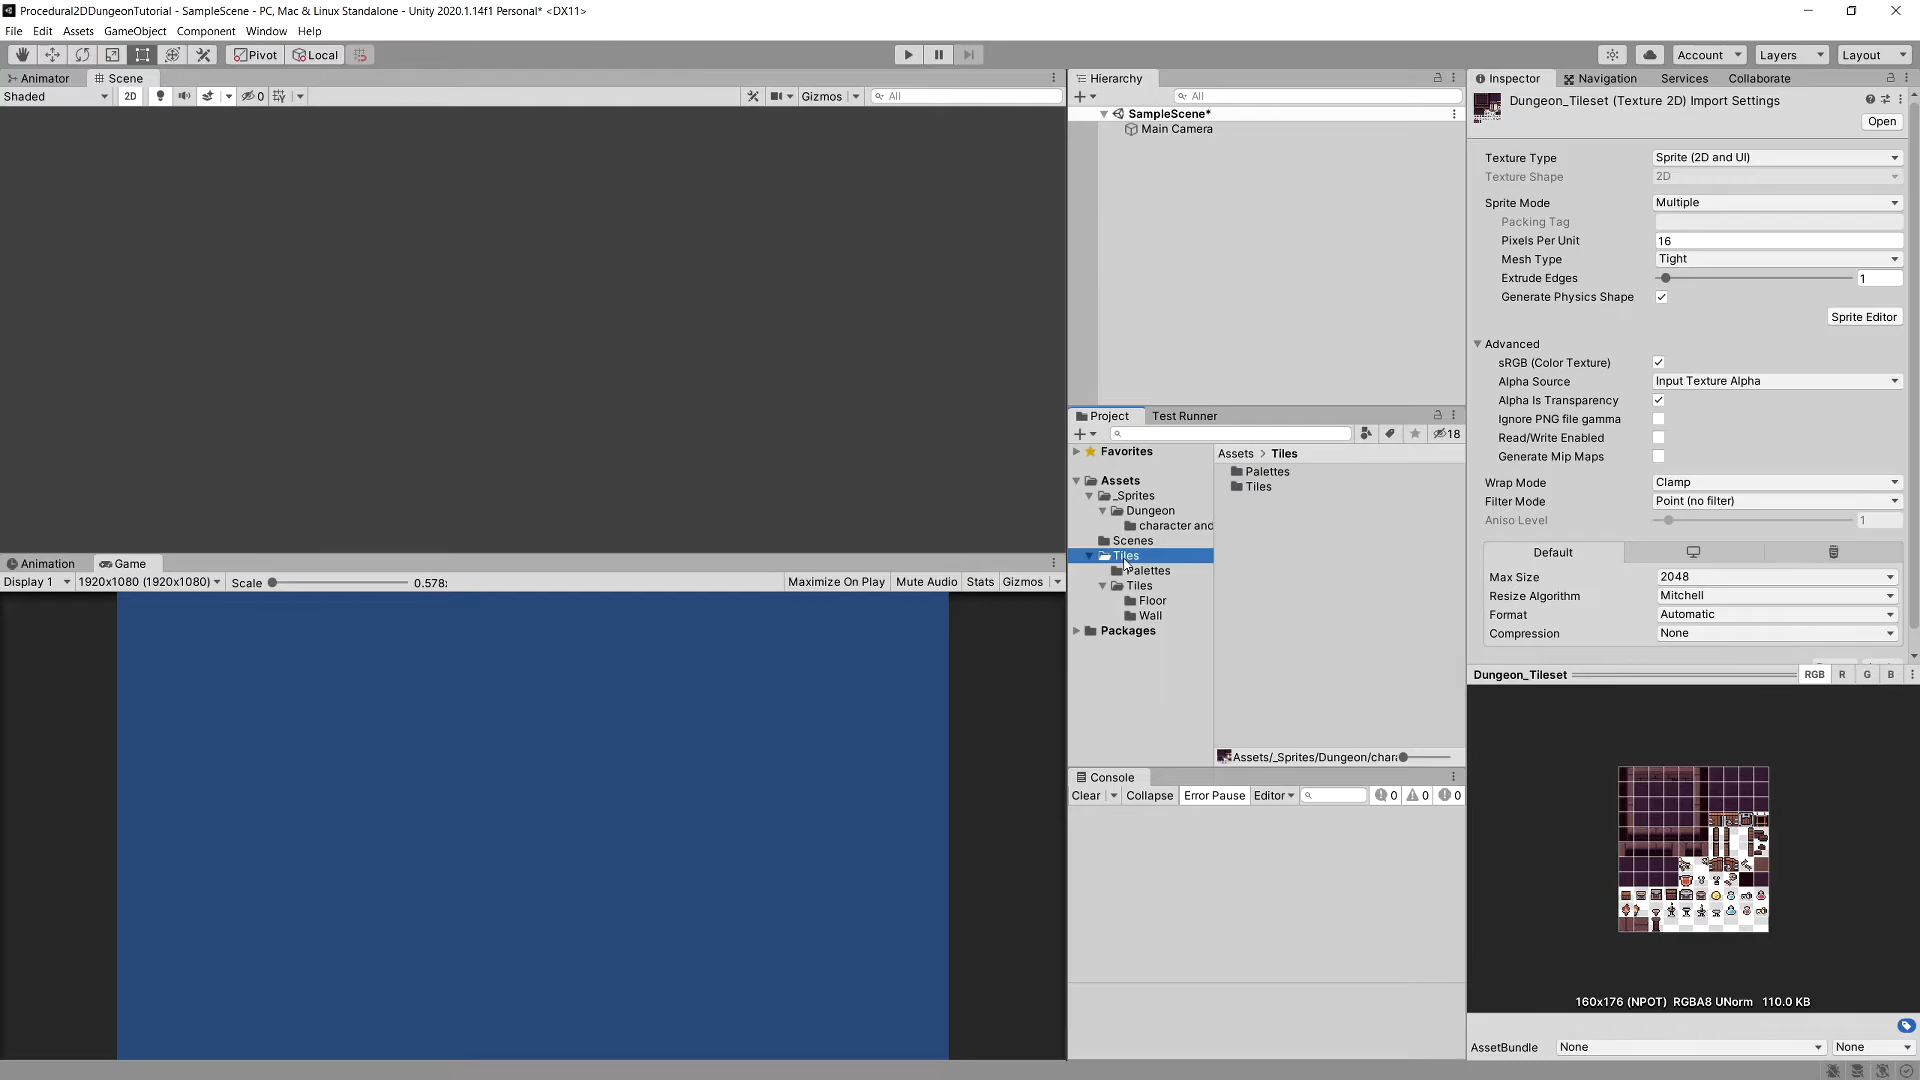 Procedural2DDungeonTutorial - SampleScene - PC, Mac & Linux Standalone - Unity 2020.1.14f1 Personal* <DX11>
File Edit Assets GameObject Component Window Help
Pivot Local Account Layers Layout
Animator Scene
Shaded 2D 0 Gizmos All
Animation Game
Display 1 1920x1080 (1920x1080) Scale 0.578: Maximize On Play Mute Audio Stats Gizmos
Hierarchy
All
SampleScene*
Main Camera
Project Test Runner
18
Favorites
Assets
_Sprites
Dungeon
character and
Scenes
Tiles
Palettes
Tiles
Floor
Wall
Packages
Assets > Tiles
Palettes
Tiles
Assets/_Sprites/Dungeon/char
Console
Clear Collapse Error Pause Editor 0 0 0
Inspector Navigation Services Collaborate
Dungeon_Tileset (Texture 2D) Import Settings
Open
Texture Type Sprite (2D and UI)
Texture Shape 2D
Sprite Mode Multiple
Packing Tag
Pixels Per Unit 16
Mesh Type Tight
Extrude Edges 1
Generate Physics Shape
Sprite Editor
Advanced
sRGB (Color Texture)
Alpha Source Input Texture Alpha
Alpha Is Transparency
Ignore PNG file gamma
Read/Write Enabled
Generate Mip Maps
Wrap Mode Clamp
Filter Mode Point (no filter)
Aniso Level 1
Default
Max Size 2048
Resize Algorithm Mitchell
Format Automatic
Compression None
Dungeon_Tileset RGB R G B
160x176 (NPOT) RGBA8 UNorm 110.0 KB
AssetBundle None None